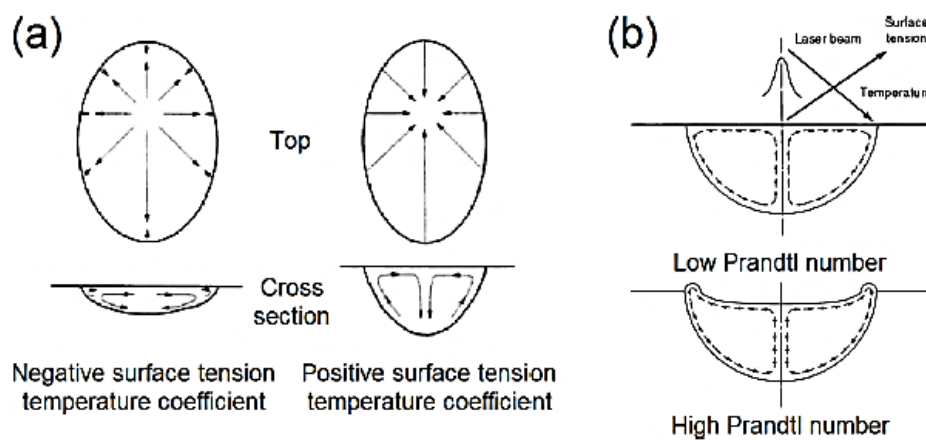 (a)
Top
Cross
section
Negative surface tension
temperature coefficient
Positive surface tension
temperature coefficient
(b)
Laser beam
Surface
tension
Temperature
Low Prandtl number
High Prandtl number